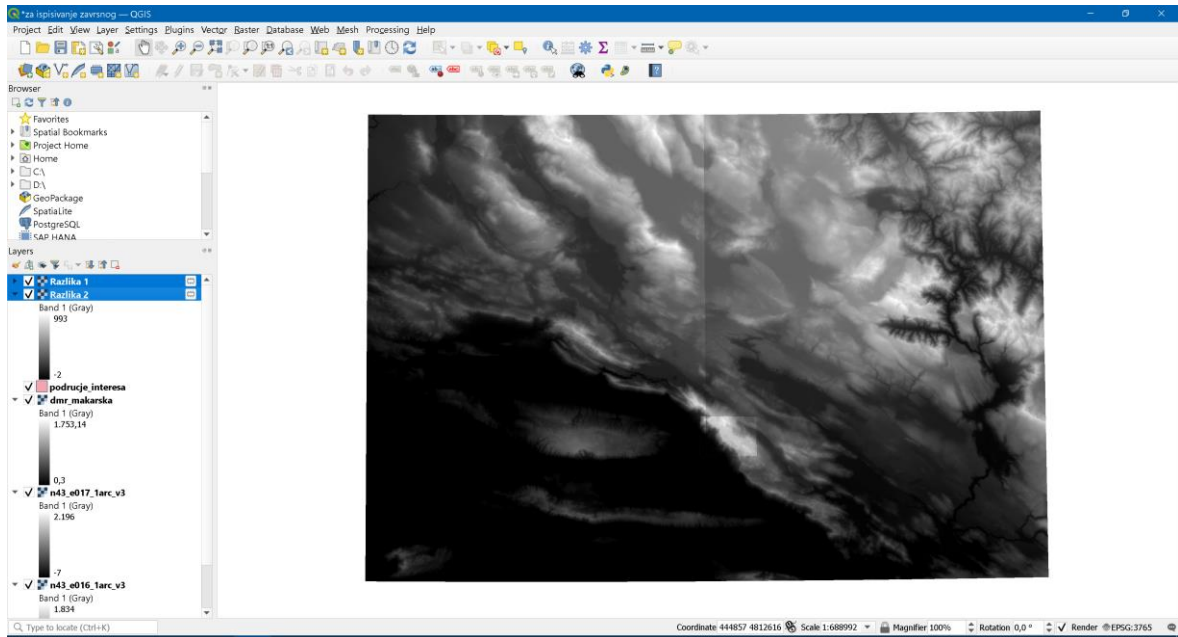 *za ispisivanje zavrsnog — QGIS
Project Edit View Layer Settings Plugins Vector Raster Database Web Mesh Processing Help
Browser
Favorites
Spatial Bookmarks
Project Home
Home
C:\
D:\
GeoPackage
SpatiaLite
PostgreSQL
SAP HANA
Layers
Razlika 1
Razlika 2
Band 1 (Gray)
993
-2
podrucje_interesa
dmr_makarska
Band 1 (Gray)
1.753,14
0,3
n43_e017_1arc_v3
Band 1 (Gray)
2.196
-7
n43_e016_1arc_v3
Band 1 (Gray)
1.834
Type to locate (Ctrl+K) Coordinate 444857 4812616 Scale 1:688992 Magnifier 100% Rotation 0,0 ° Render EPSG:3765